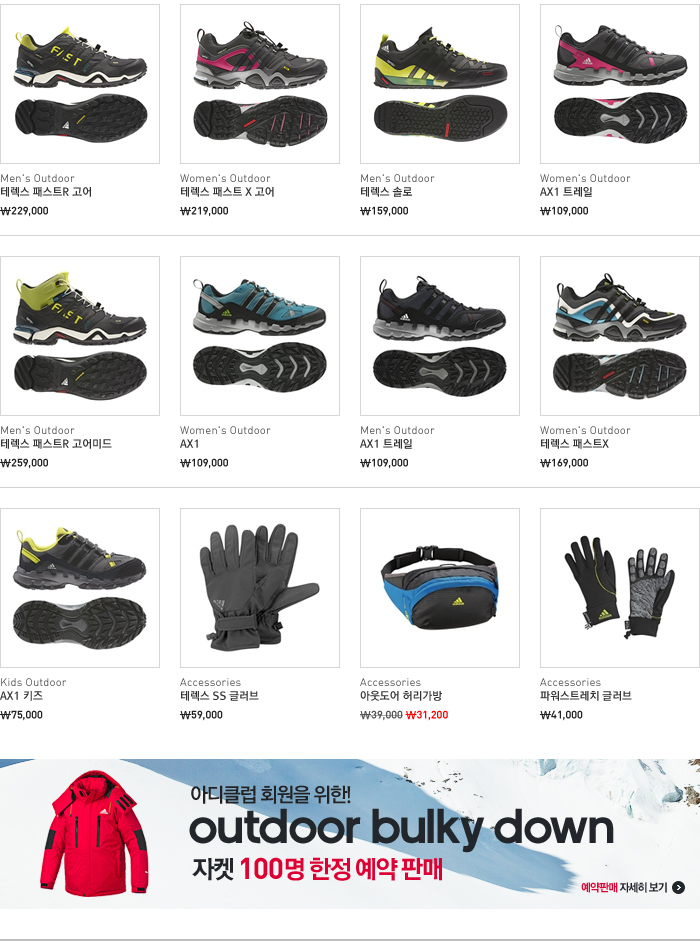 FAST
adidas
Men's Outdoor
테렉스 패스트R 고어
₩229,000
Women's Outdoor
테렉스 패스트 X 고어
₩219,000
Men's Outdoor
테렉스 솔로
₩159,000
Women's Outdoor
AX1 트레일
₩109,000
FAST
Men's Outdoor
테렉스 패스트R 고어미드
₩259,000
Women's Outdoor
AX1
₩109,000
Men's Outdoor
AX1 트레일
₩109,000
Women's Outdoor
테렉스 패스트X
₩169,000
Kids Outdoor
AX1 키즈
₩75,000
Accessories
테렉스 SS 글러브
₩59,000
Accessories
아웃도어 허리가방
₩39,000 ₩31,200
Accessories
파워스트레치 글러브
₩41,000
아디클럽 회원을 위한!
outdoor bulky down
자켓 100명 한정 예약 판매
예약판매 자세히 보기